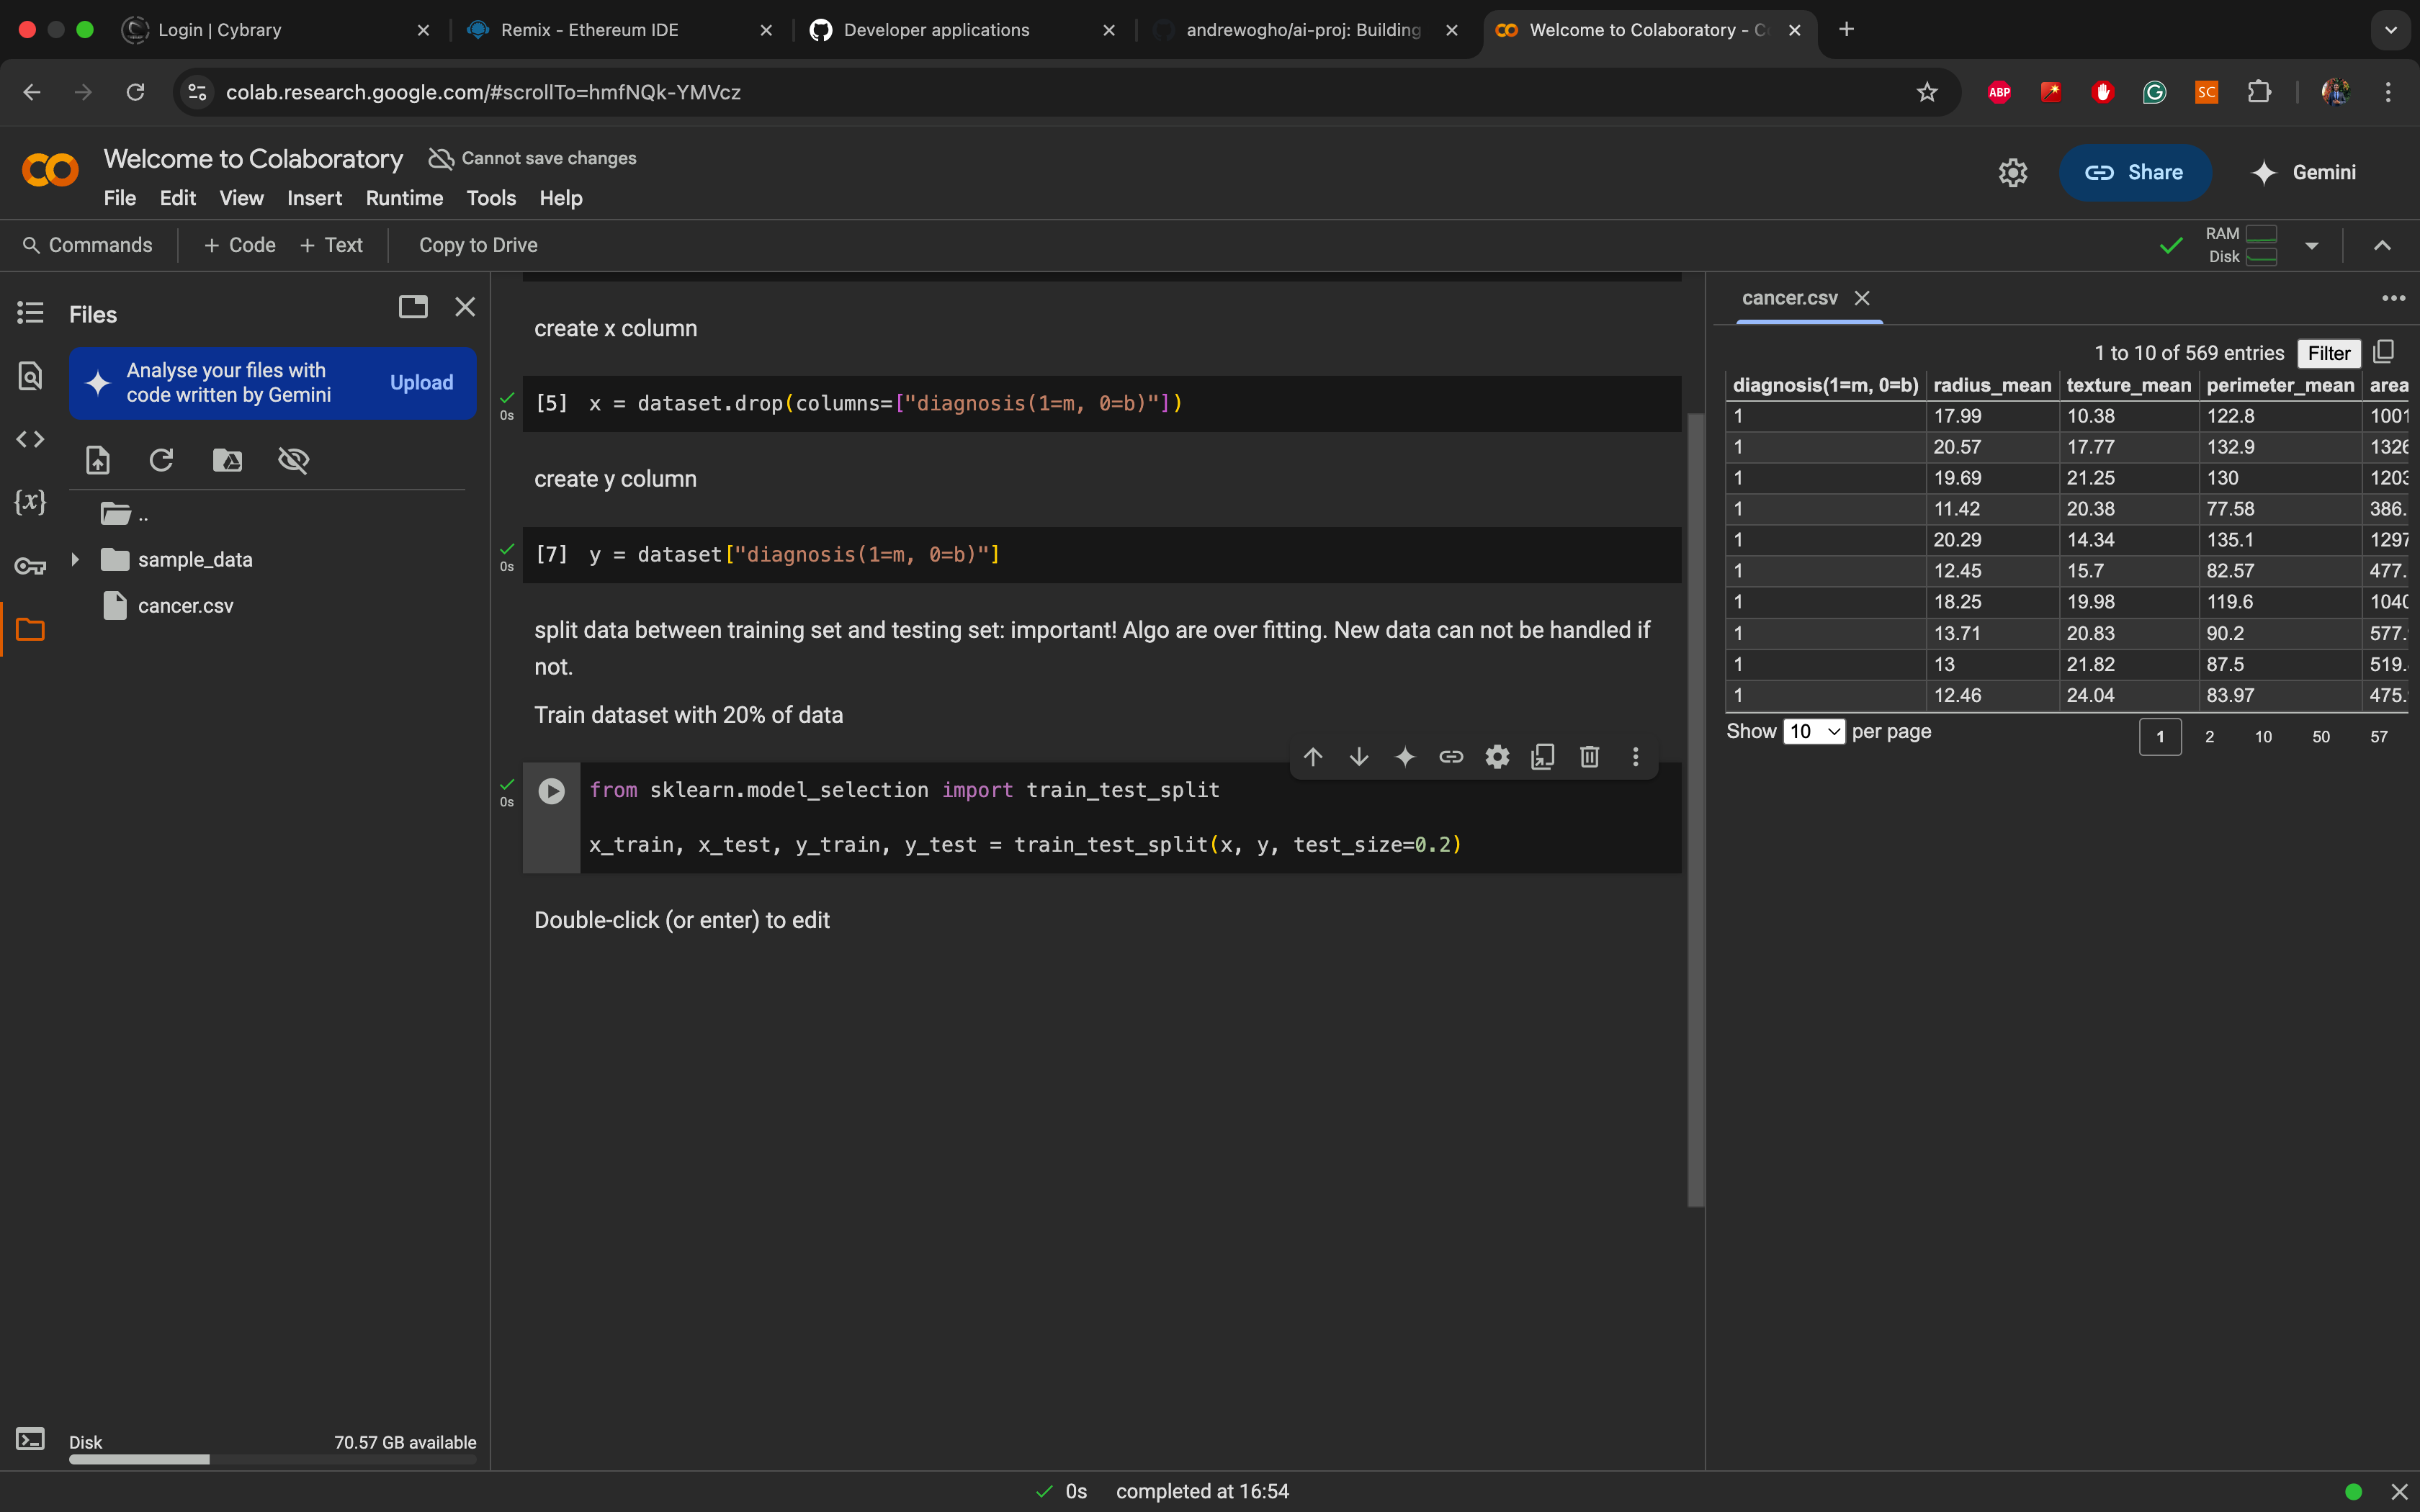 Login | Cybrary
Remix - Ethereum IDE
Developer applications
andrewogho/ai-proj: Building
Welcome to Colaboratory - C
colab.research.google.com/#scrollTo=hmfNQk-YMVcz
ABP
SC
Welcome to Colaboratory
Cannot save changes
File Edit View Insert Runtime Tools Help
Share
Gemini
Commands
+ Code + Text
Copy to Drive
RAM
Disk
Files
Analyse your files with
code written by Gemini
Upload
{x}
..
sample_data
cancer.csv
Disk
70.57 GB available
create x column
0s
[5] x = dataset.drop(columns=["diagnosis(1=m, 0=b)"])
create y column
0s
[7] y = dataset["diagnosis(1=m, 0=b)"]
split data between training set and testing set: important! Algo are over fitting. New data can not be handled if
not.
Train dataset with 20% of data
0s
from sklearn.model_selection import train_test_split
x_train, x_test, y_train, y_test = train_test_split(x, y, test_size=0.2)
Double-click (or enter) to edit
cancer.csv
1 to 10 of 569 entries Filter
diagnosis(1=m, 0=b) radius_mean texture_mean perimeter_mean area
1 17.99 10.38 122.8 1001
1 20.57 17.77 132.9 1326
1 19.69 21.25 130 1203
1 11.42 20.38 77.58 386.
1 20.29 14.34 135.1 1297
1 12.45 15.7 82.57 477.
1 18.25 19.98 119.6 1040
1 13.71 20.83 90.2 577.
1 13 21.82 87.5 519.
1 12.46 24.04 83.97 475.
Show 10 per page
1 2 10 50 57
0s completed at 16:54